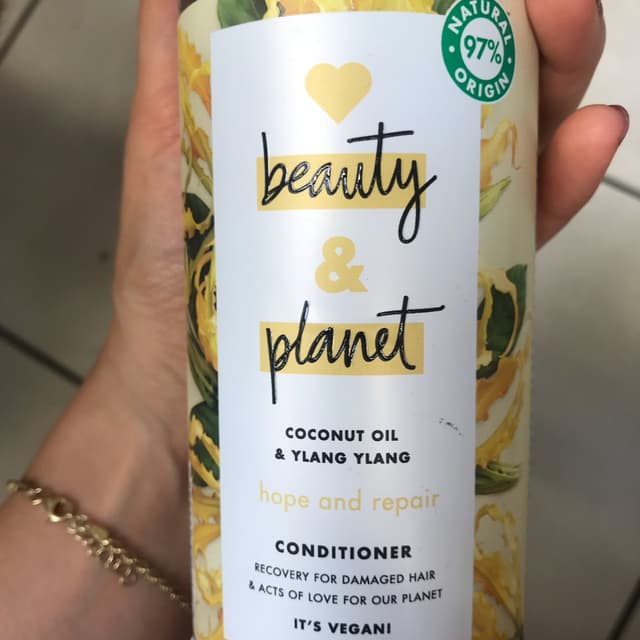 NATURAL
97%
ORIGIN
beauty
&
planet
COCONUT OIL
& YLANG YLANG
hope and repair
CONDITIONER
RECOVERY FOR DAMAGED HAIR
& ACTS OF LOVE FOR OUR PLANET
IT'S VEGAN!